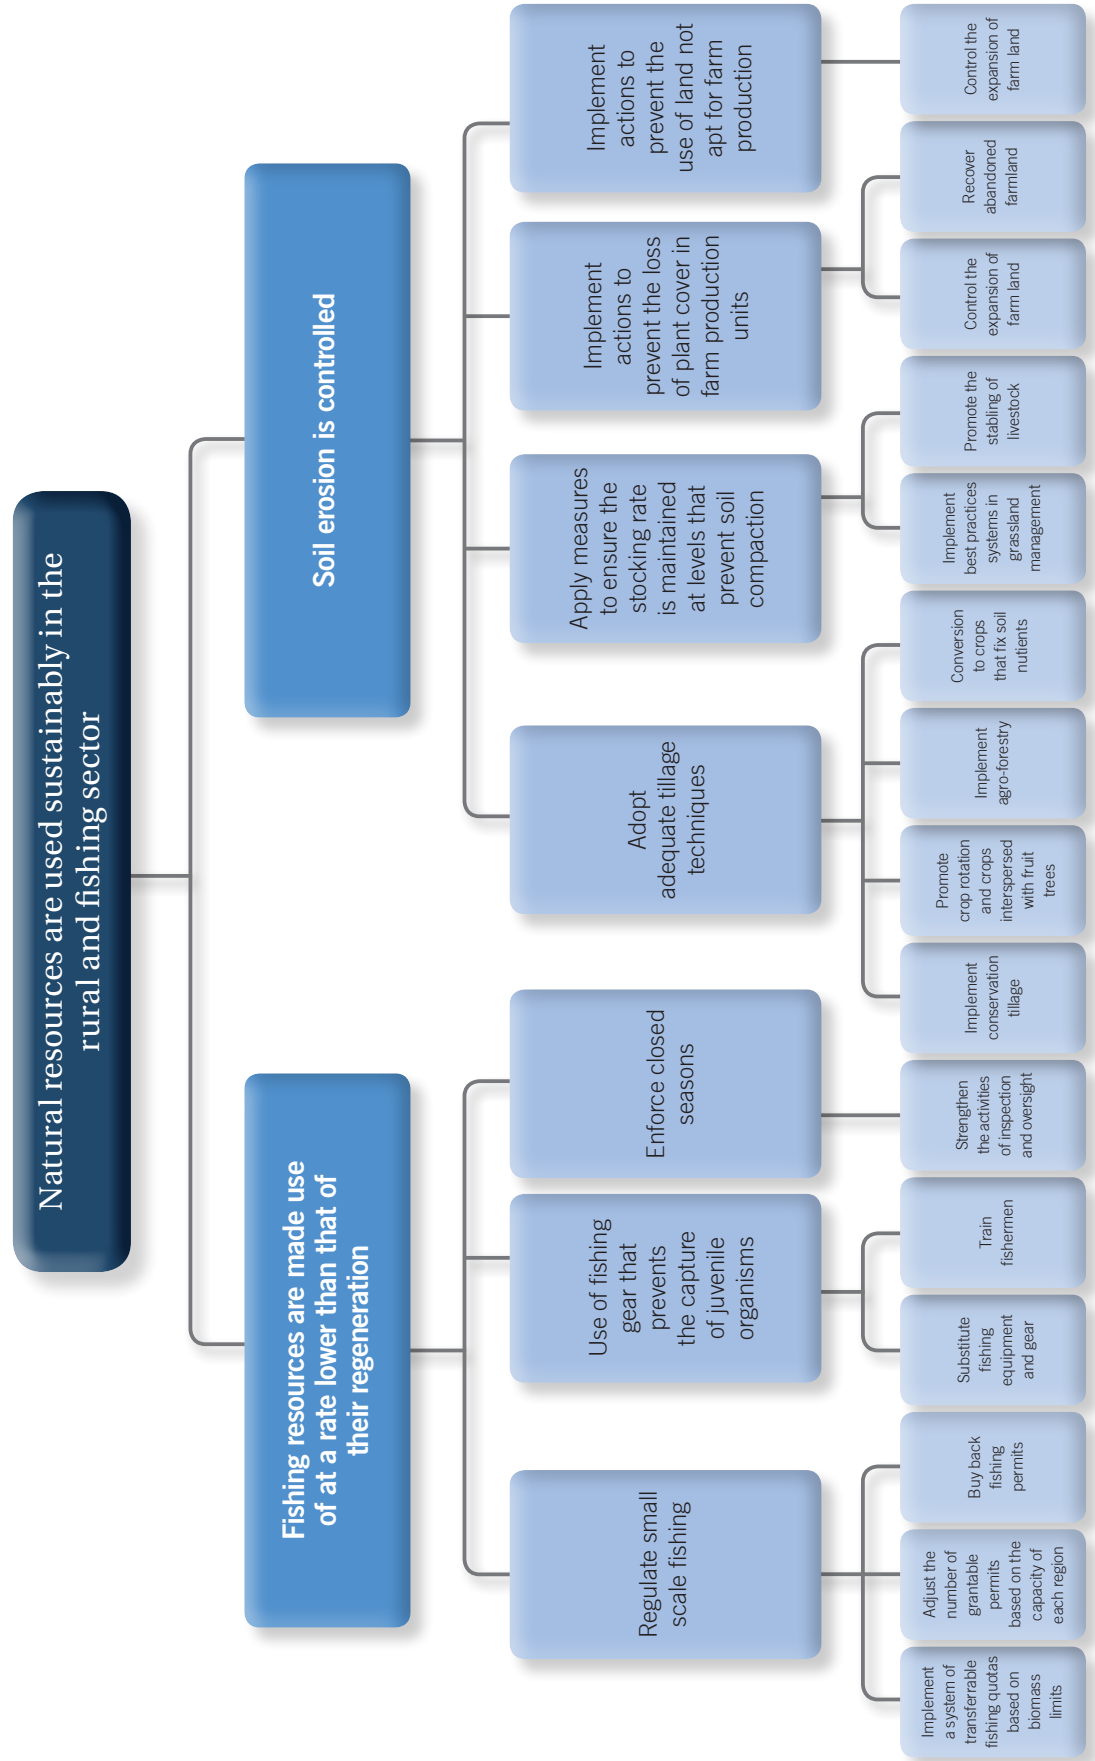 Natural resources are used sustainably in the
rural and fishing sector
Fishing resources are made use
of at a rate lower than that of
their regeneration
Soil erosion is controlled
Regulate small
scale fishing
Use of fishing
gear that
prevents
the capture
of juvenile
organisms
Enforce closed
seasons
Adopt
adequate tillage
techniques
Apply measures
to ensure the
stocking rate
is maintained
at levels that
prevent soil
compaction
Implement
actions to
prevent the loss
of plant cover in
farm production
units
Implement
actions to
prevent the
use of land not
apt for farm
production
Implement
a system of
transferrable
fishing quotas
based on
biomass
limits
Adjust the
number of
grantable
permits
based on the
capacity of
each region
Buy back
fishing
permits
Substitute
fishing
equipment
and gear
Train
fishermen
Strengthen
the activities
of inspection
and oversight
Implement
conservation
tillage
Promote
crop rotation
and crops
interspersed
with fruit
trees
Implement
agro-forestry
Conversion
to crops
that fix soil
nutients
Implement
best practices
systems in
grassland
management
Promote the
stabling of
livestock
Control the
expansion of
farm land
Recover
abandoned
farmland
Control the
expansion of
farm land